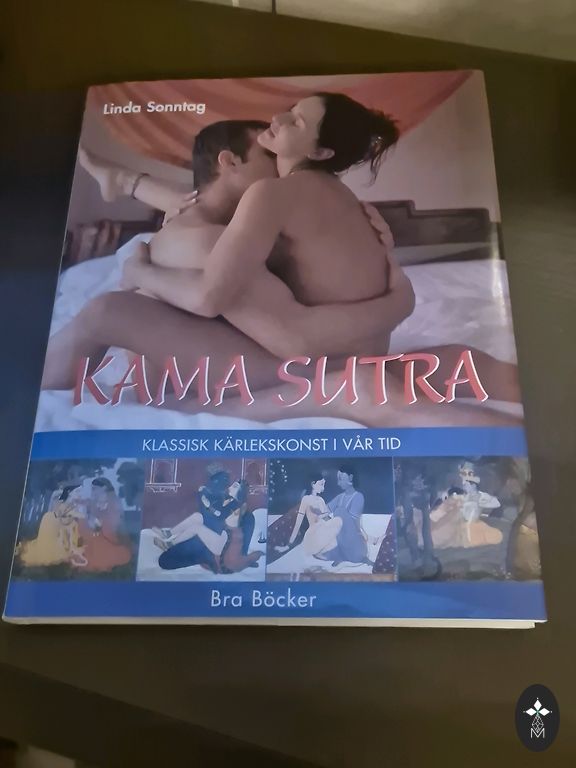 Linda Sonntag
KAMA SUTRA
KLASSISK KÄRLEKSKONST I VÅR TID
Bra Böcker
M